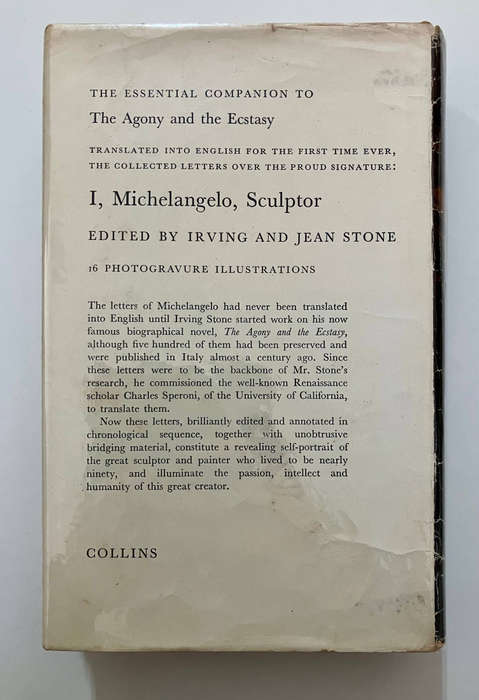 THE ESSENTIAL COMPANION TO
The Agony and the Ecstasy
TRANSLATED INTO ENGLISH FOR THE FIRST TIME EVER,
THE COLLECTED LETTERS OVER THE PROUD SIGNATURE:
I, Michelangelo, Sculptor
EDITED BY IRVING AND JEAN STONE
16 PHOTOGRAVURE ILLUSTRATIONS
The letters of Michelangelo had never been translated
into English until Irving Stone started work on his now
famous biographical novel, The Agony and the Ecstasy,
although five hundred of them had been preserved and
were published in Italy almost a century ago. Since
these letters were to be the backbone of Mr. Stone's
research, he commissioned the well-known Renaissance
scholar Charles Speroni, of the University of California,
to translate them.
Now these letters, brilliantly edited and annotated in
chronological sequence, together with unobtrusive
bridging material, constitute a revealing self-portrait of
the great sculptor and painter who lived to be nearly
ninety, and illuminate the passion, intellect and
humanity of this great creator.
COLLINS